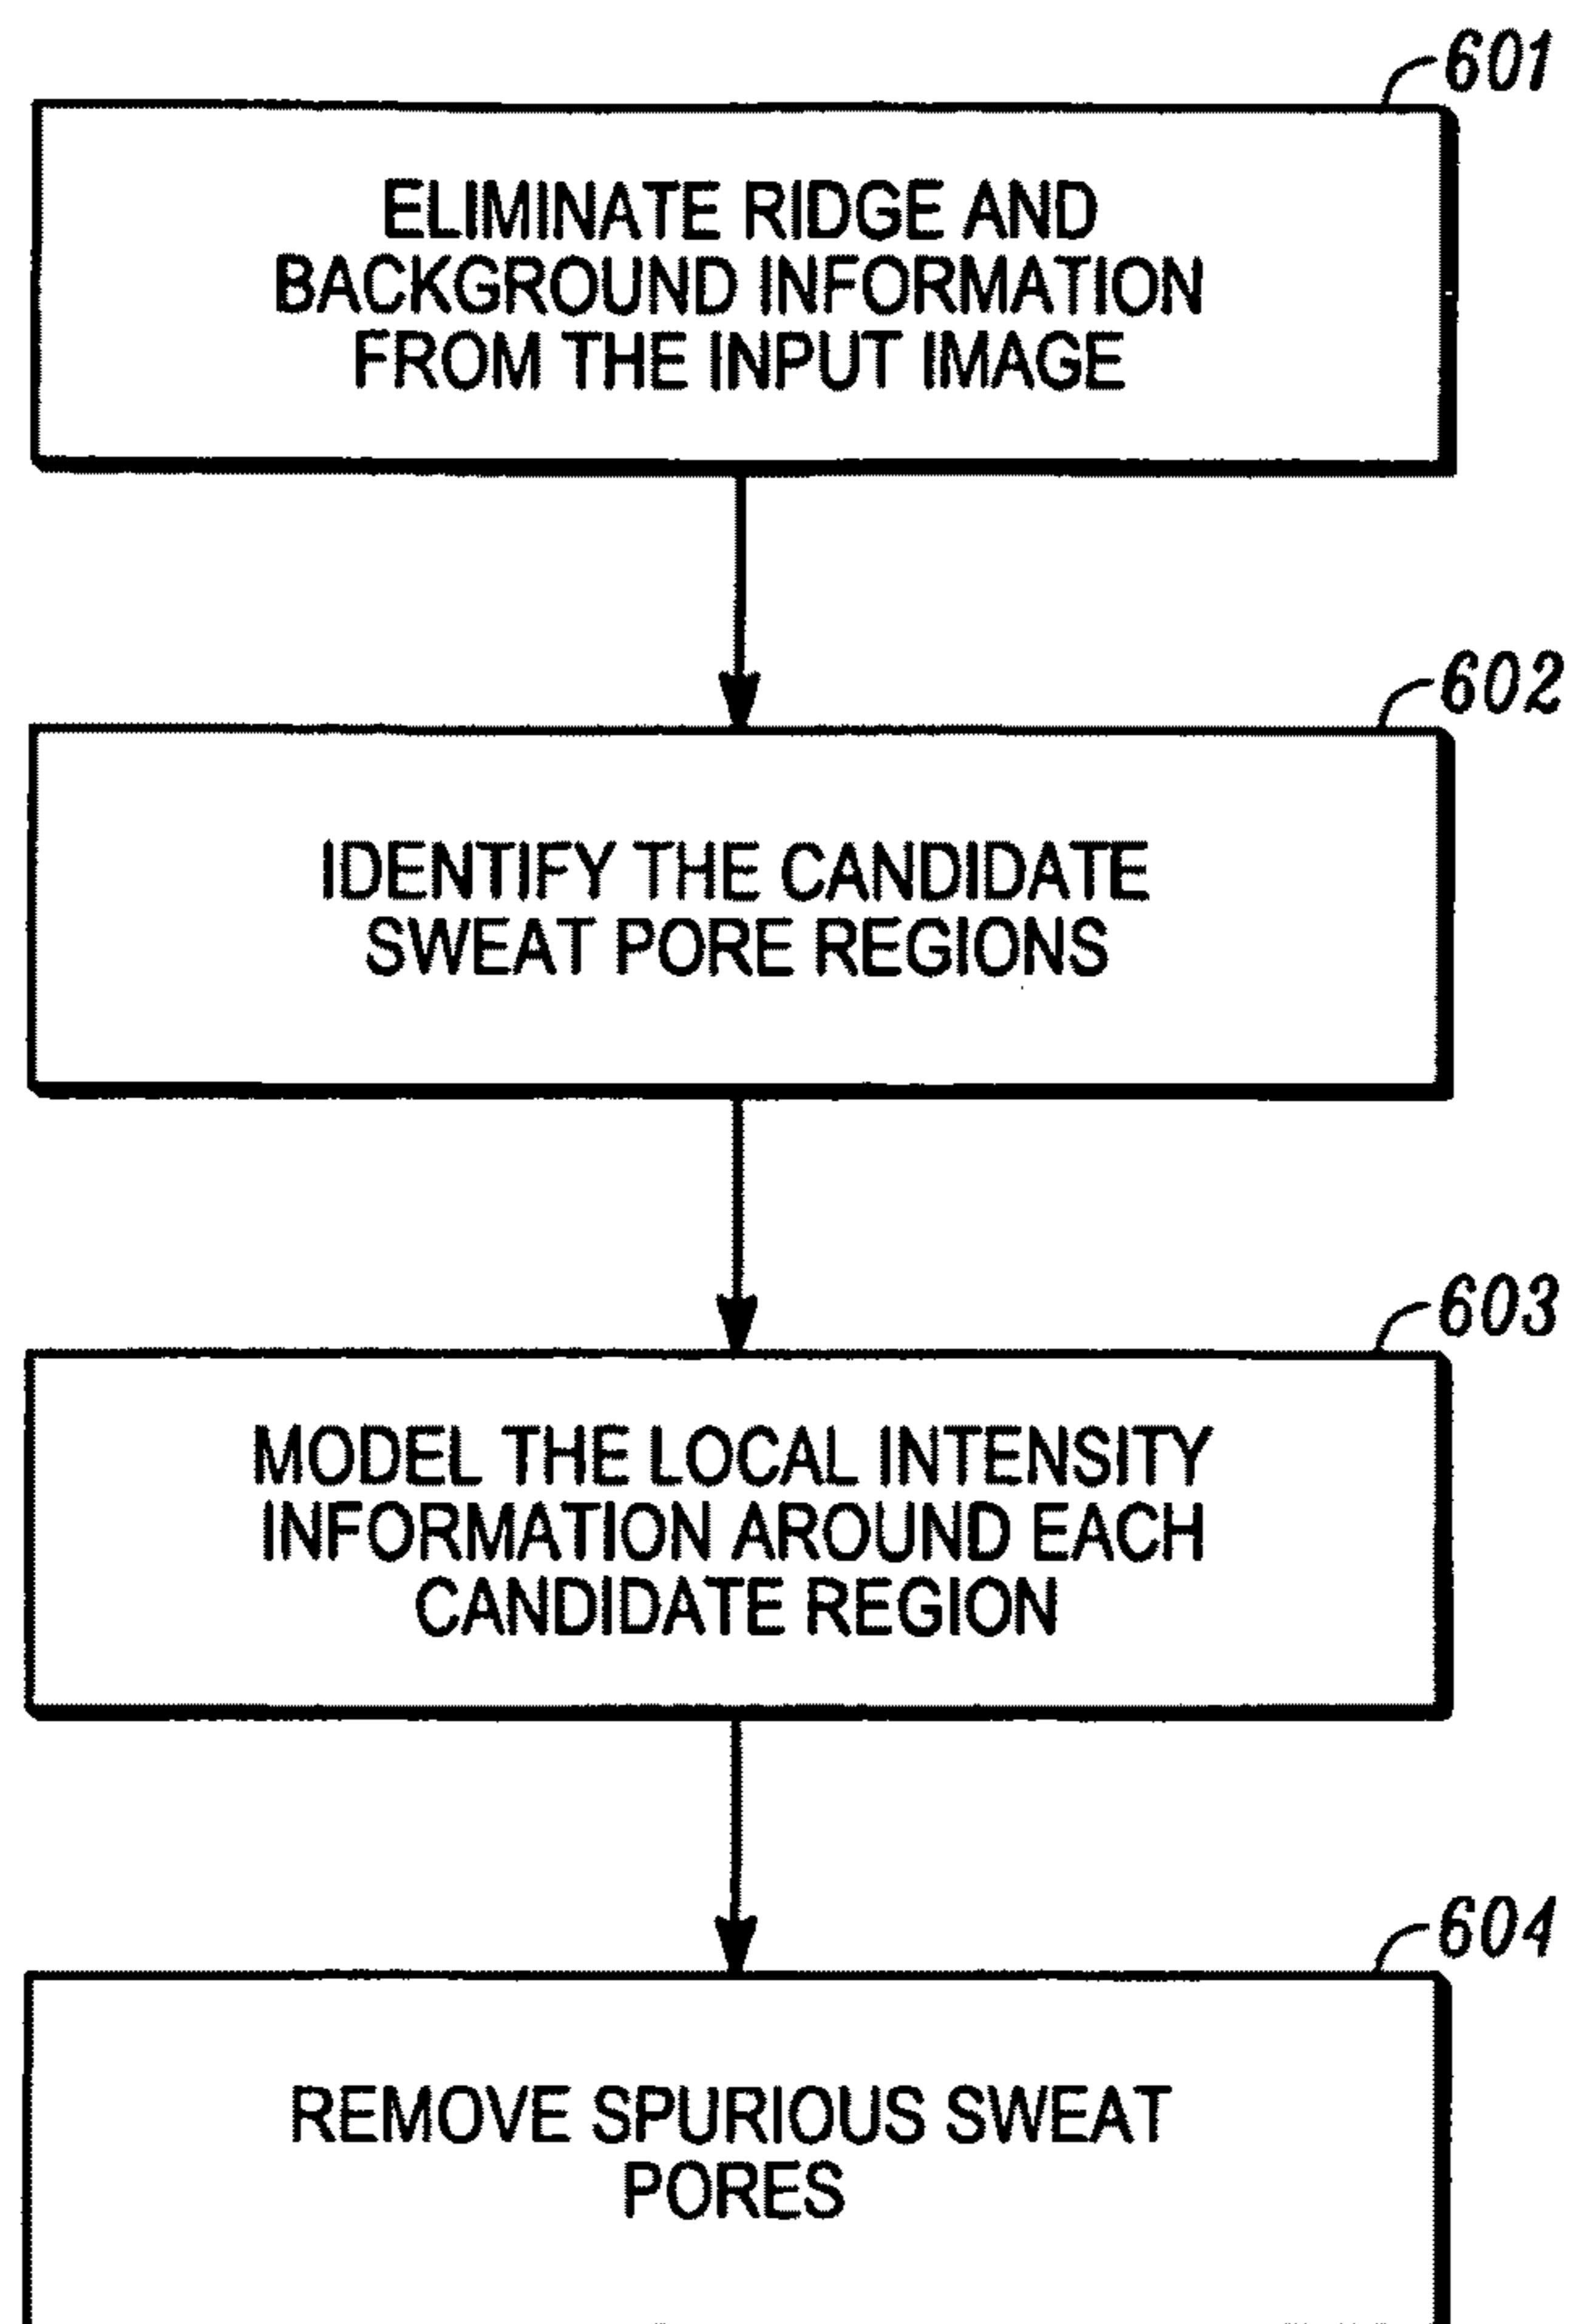 601
ELIMINATE RIDGE AND
BACKGROUND INFORMATION
FROM THE INPUT IMAGE
602
IDENTIFY THE CANDIDATE
SWEAT PORE REGIONS
603
MODEL THE LOCAL INTENSITY
INFORMATION AROUND EACH
CANDIDATE REGION
604
REMOVE SPURIOUS SWEAT
PORES